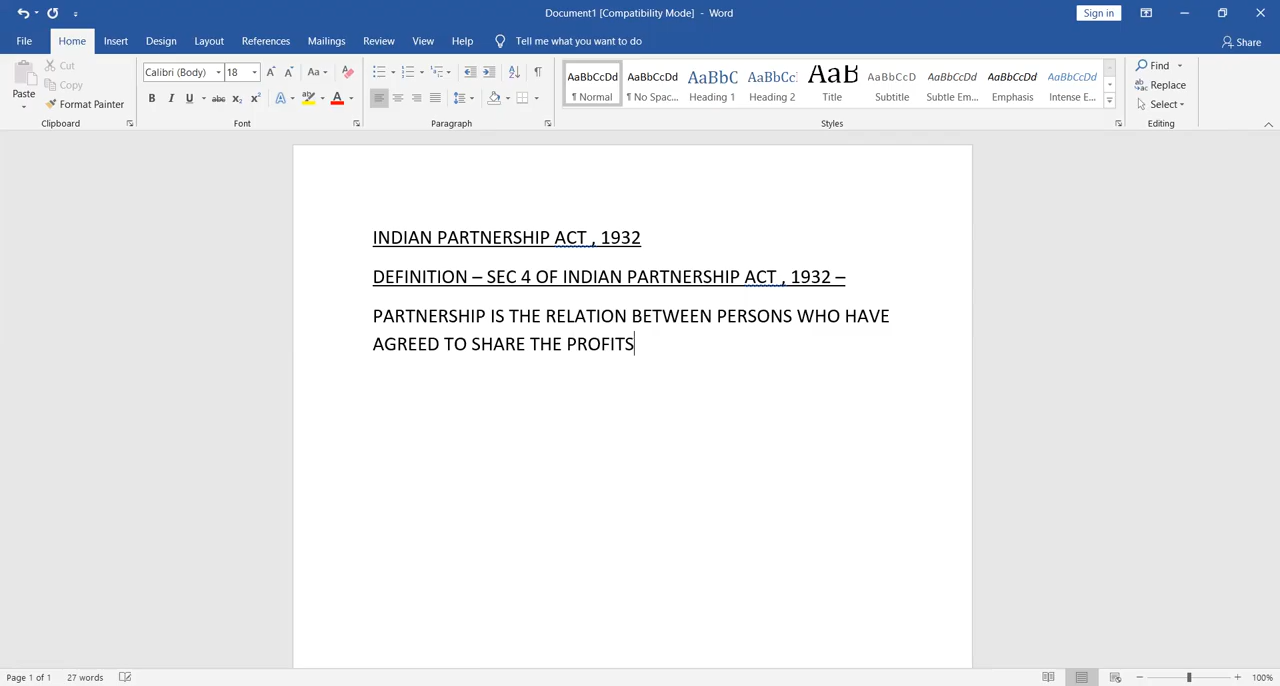 Document1 [Compatibility Mode] - Word
Sign in
File Home Insert Design Layout References Mailings Review View Help Tell me what you want to do Share
Paste
Cut
Copy
Format Painter
Clipboard
Calibri (Body) 18
Font
Paragraph
AaBbCcDd ¶ Normal
AaBbCcDd ¶ No Spac...
AaBbC Heading 1
AaBbCc Heading 2
AaB Title
AaBbCcD Subtitle
AaBbCcDd Subtle Em...
AaBbCcDd Emphasis
AaBbCcDd Intense E...
Styles
Find
Replace
Select
Editing
INDIAN PARTNERSHIP ACT , 1932
DEFINITION – SEC 4 OF INDIAN PARTNERSHIP ACT , 1932 –
PARTNERSHIP IS THE RELATION BETWEEN PERSONS WHO HAVE
AGREED TO SHARE THE PROFITS
Page 1 of 1 27 words 100%